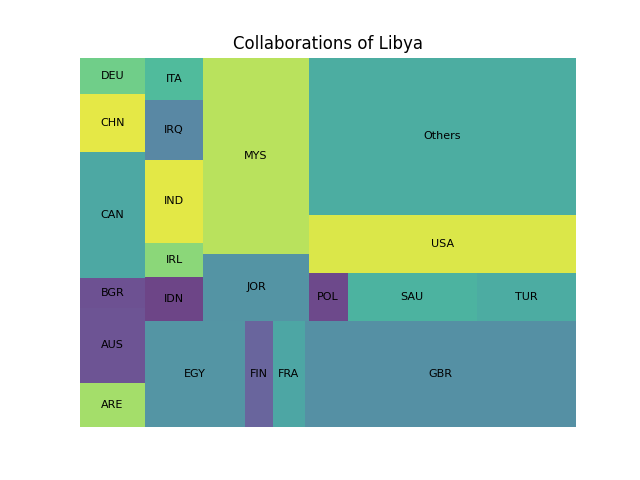 Collaborations of Libya
DEU
CHN
CAN
BGR
AUS
ARE
ITA
IRQ
IND
IRL
IDN
EGY
FIN
FRA
GBR
MYS
JOR
POL
SAU
TUR
USA
Others